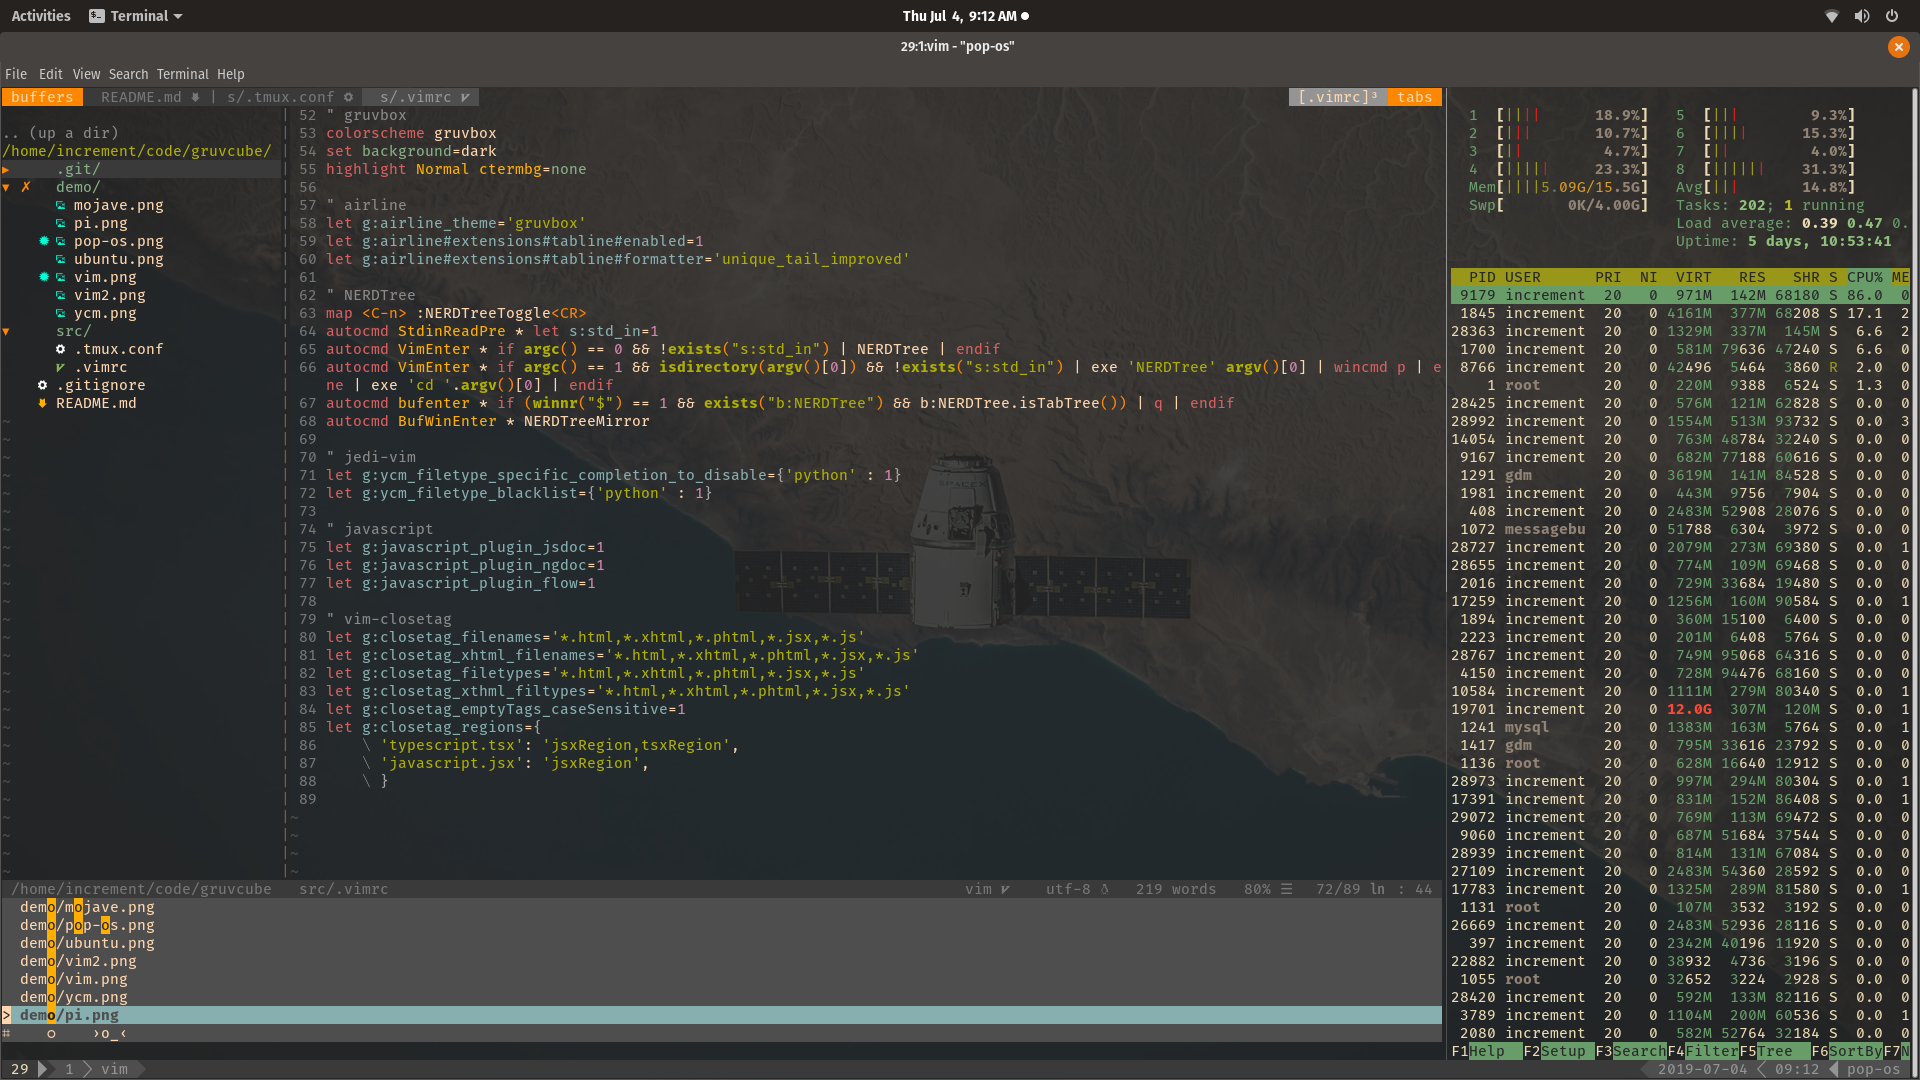 Activities Terminal Thu Jul 4, 9:12 AM
29:1:vim - "pop-os"
File Edit View Search Terminal Help
buffers README.md | s/.tmux.conf s/.vimrc [.vimrc]³ tabs
.. (up a dir)
/home/increment/code/gruvcube/
▸ .git/
▾ ✗ demo/
mojave.png
pi.png
pop-os.png
ubuntu.png
vim.png
vim2.png
ycm.png
▾ src/
.tmux.conf
.vimrc
.gitignore
README.md
52 " gruvbox
53 colorscheme gruvbox
54 set background=dark
55 highlight Normal ctermbg=none
56
57 " airline
58 let g:airline_theme='gruvbox'
59 let g:airline#extensions#tabline#enabled=1
60 let g:airline#extensions#tabline#formatter='unique_tail_improved'
61
62 " NERDTree
63 map <C-n> :NERDTreeToggle<CR>
64 autocmd StdinReadPre * let s:std_in=1
65 autocmd VimEnter * if argc() == 0 && !exists("s:std_in") | NERDTree | endif
66 autocmd VimEnter * if argc() == 1 && isdirectory(argv()[0]) && !exists("s:std_in") | exe 'NERDTree' argv()[0] | wincmd p | e
ne | exe 'cd '.argv()[0] | endif
67 autocmd bufenter * if (winnr("$") == 1 && exists("b:NERDTree") && b:NERDTree.isTabTree()) | q | endif
68 autocmd BufWinEnter * NERDTreeMirror
69
70 " jedi-vim
71 let g:ycm_filetype_specific_completion_to_disable={'python' : 1}
72 let g:ycm_filetype_blacklist={'python' : 1}
73
74 " javascript
75 let g:javascript_plugin_jsdoc=1
76 let g:javascript_plugin_ngdoc=1
77 let g:javascript_plugin_flow=1
78
79 " vim-closetag
80 let g:closetag_filenames='*.html,*.xhtml,*.phtml,*.jsx,*.js'
81 let g:closetag_xhtml_filenames='*.html,*.xhtml,*.phtml,*.jsx,*.js'
82 let g:closetag_filetypes='*.html,*.xhtml,*.phtml,*.jsx,*.js'
83 let g:closetag_xthml_filtypes='*.html,*.xhtml,*.phtml,*.jsx,*.js'
84 let g:closetag_emptyTags_caseSensitive=1
85 let g:closetag_regions={
86 \ 'typescript.tsx': 'jsxRegion,tsxRegion',
87 \ 'javascript.jsx': 'jsxRegion',
88 \ }
89
SPACEX
/home/increment/code/gruvcube src/.vimrc vim utf-8 219 words 80% ☰ 72/89 ln : 44
demo/mojave.png
demo/pop-os.png
demo/ubuntu.png
demo/vim2.png
demo/vim.png
demo/ycm.png
> demo/pi.png
⌗ o ›o_‹
29 1 vim
1 [|||| 18.9%] 5 [||| 9.3%]
2 [||| 10.7%] 6 [|||| 15.3%]
3 [|| 4.7%] 7 [|| 4.0%]
4 [||||| 23.3%] 8 [|||||| 31.3%]
Mem[||||5.09G/15.5G] Avg[||| 14.8%]
Swp[ 0K/4.00G] Tasks: 202; 1 running
Load average: 0.39 0.47 0.
Uptime: 5 days, 10:53:41
PID USER PRI NI VIRT RES SHR S CPU% ME
9179 increment 20 0 971M 142M 68180 S 86.0 0
1845 increment 20 0 4161M 377M 68208 S 17.1 2
28363 increment 20 0 1329M 337M 145M S 6.6 2
1700 increment 20 0 581M 79636 47240 S 6.6 0
8766 increment 20 0 42496 5464 3860 R 2.0 0
1 root 20 0 220M 9388 6524 S 1.3 0
28425 increment 20 0 576M 121M 62828 S 0.0 0
28992 increment 20 0 1554M 513M 93732 S 0.0 3
14054 increment 20 0 763M 48784 32240 S 0.0 0
9167 increment 20 0 682M 77188 60616 S 0.0 0
1291 gdm 20 0 3619M 141M 84528 S 0.0 0
1981 increment 20 0 443M 9756 7904 S 0.0 0
408 increment 20 0 2483M 52908 28076 S 0.0 0
1072 messagebu 20 0 51788 6304 3972 S 0.0 0
28727 increment 20 0 2079M 273M 69380 S 0.0 1
28655 increment 20 0 774M 109M 69468 S 0.0 0
2016 increment 20 0 729M 33684 19480 S 0.0 0
17259 increment 20 0 1256M 160M 90584 S 0.0 1
1894 increment 20 0 360M 15100 6400 S 0.0 0
2223 increment 20 0 201M 6408 5764 S 0.0 0
28767 increment 20 0 749M 95068 64316 S 0.0 0
4150 increment 20 0 728M 94476 68160 S 0.0 0
10584 increment 20 0 1111M 279M 80340 S 0.0 1
19701 increment 20 0 12.0G 307M 120M S 0.0 1
1241 mysql 20 0 1383M 163M 5764 S 0.0 1
1417 gdm 20 0 795M 33616 23792 S 0.0 0
1136 root 20 0 628M 16640 12912 S 0.0 0
28973 increment 20 0 997M 294M 80304 S 0.0 1
17391 increment 20 0 831M 152M 86408 S 0.0 0
29072 increment 20 0 769M 113M 69472 S 0.0 0
9060 increment 20 0 687M 51684 37544 S 0.0 0
28939 increment 20 0 814M 131M 67084 S 0.0 0
27109 increment 20 0 2483M 54360 28592 S 0.0 0
17783 increment 20 0 1325M 289M 81580 S 0.0 1
1131 root 20 0 107M 3532 3192 S 0.0 0
26669 increment 20 0 2483M 52936 28116 S 0.0 0
397 increment 20 0 2342M 40196 11920 S 0.0 0
22882 increment 20 0 38932 4736 3196 S 0.0 0
1055 root 20 0 32652 3224 2928 S 0.0 0
28420 increment 20 0 592M 133M 82116 S 0.0 0
3789 increment 20 0 1104M 200M 60536 S 0.0 1
2080 increment 20 0 582M 52764 32184 S 0.0 0
F1Help F2Setup F3SearchF4FilterF5Tree F6SortByF7N
2019-07-04 09:12 pop-os